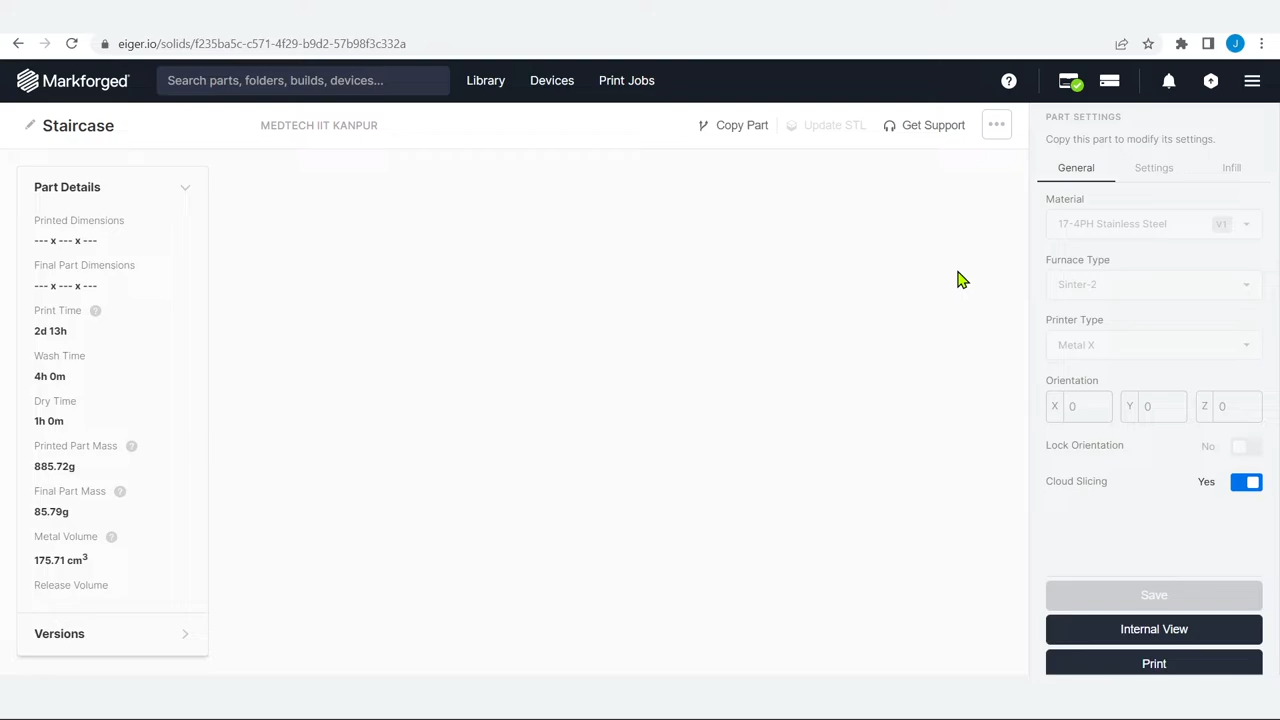 eiger.io/solids/f235ba5c-c571-4f29-b9d2-57b98f3c332a
J
Markforged
Search parts, folders, builds, devices...
Library
Devices
Print Jobs
Staircase
MEDTECH IIT KANPUR
Copy Part
Update STL
Get Support
Part Details
Printed Dimensions
--- x --- x ---
Final Part Dimensions
--- x --- x ---
Print Time
2d 13h
Wash Time
4h 0m
Dry Time
1h 0m
Printed Part Mass
885.72g
Final Part Mass
85.79g
Metal Volume
175.71 cm³
Release Volume
Versions
PART SETTINGS
Copy this part to modify its settings.
General
Settings
Infill
Material
17-4PH Stainless Steel V1
Furnace Type
Sinter-2
Printer Type
Metal X
Orientation
X 0 Y 0 Z 0
Lock Orientation No
Cloud Slicing Yes
Save
Internal View
Print